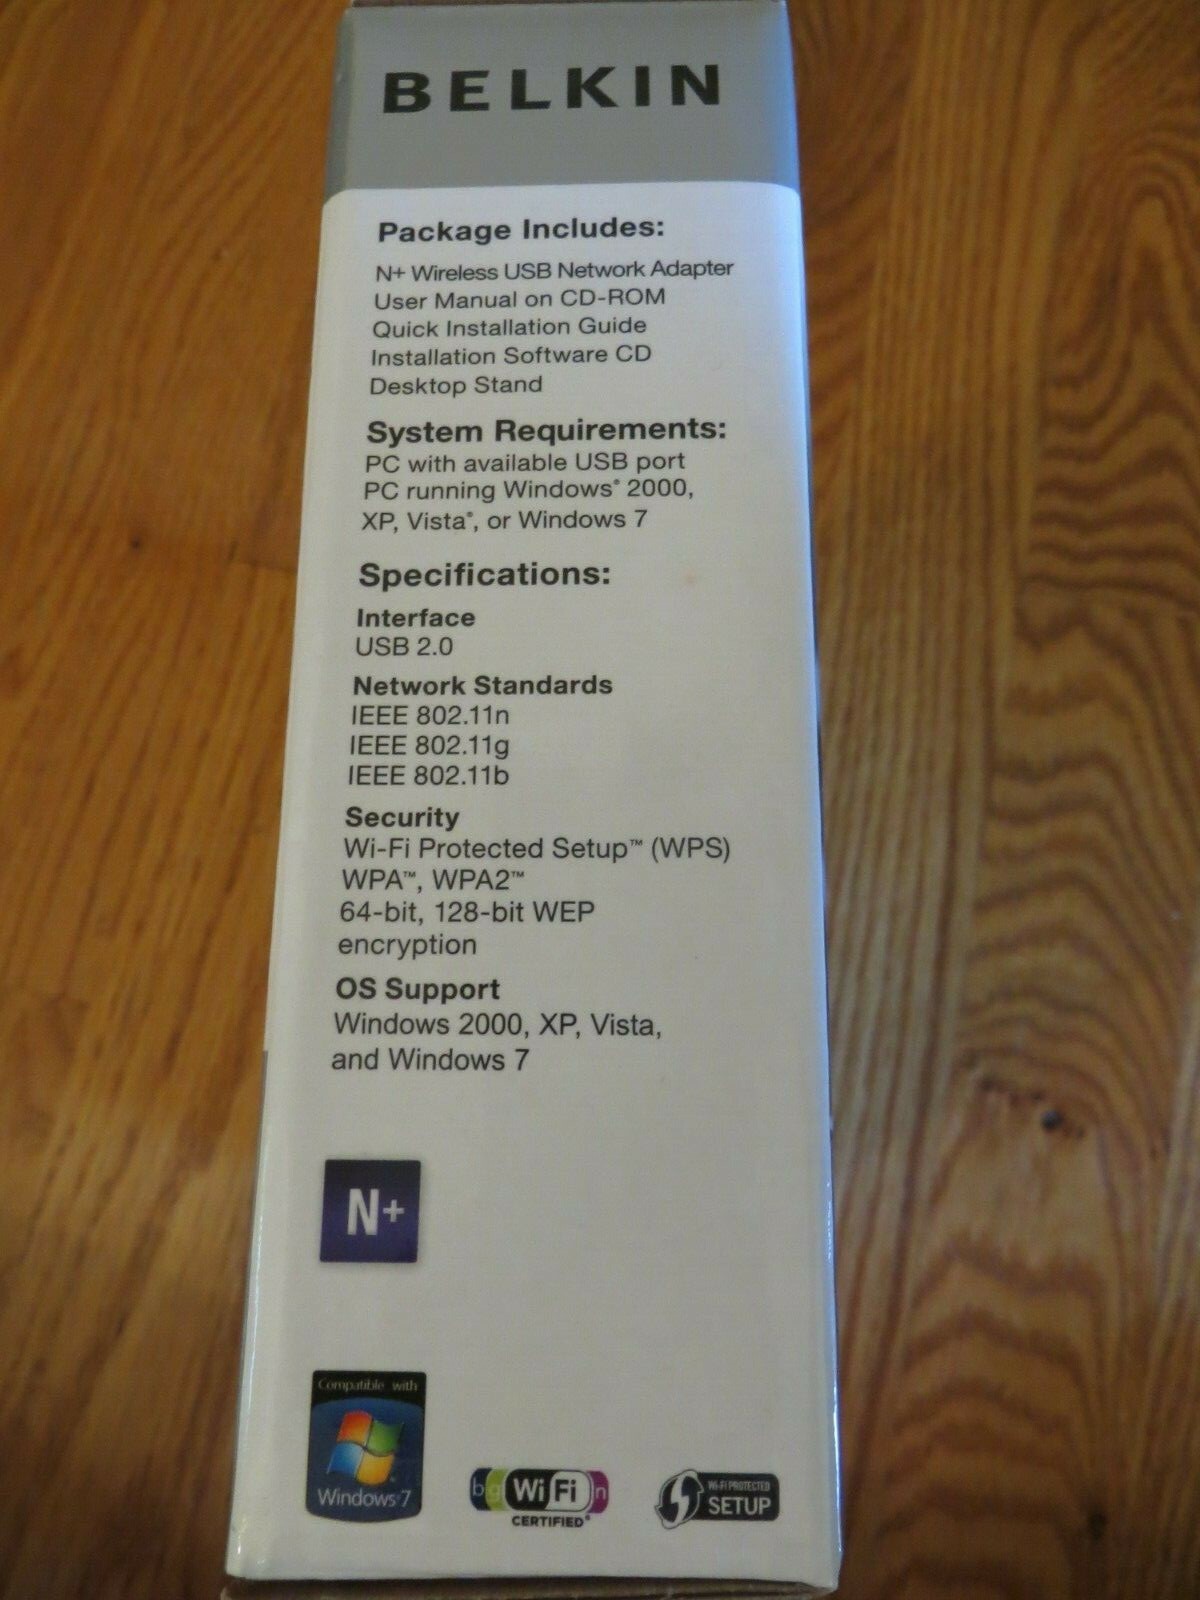 BELKIN
Package Includes:
N+ Wireless USB Network Adapter
User Manual on CD-ROM
Quick Installation Guide
Installation Software CD
Desktop Stand
System Requirements:
PC with available USB port
PC running Windows® 2000,
XP, Vista®, or Windows 7
Specifications:
Interface
USB 2.0
Network Standards
IEEE 802.11n
IEEE 802.11g
IEEE 802.11b
Security
Wi-Fi Protected Setup™ (WPS)
WPA™, WPA2™
64-bit, 128-bit WEP
encryption
OS Support
Windows 2000, XP, Vista,
and Windows 7
N+
Compatible with
Windows®7
b g Wi Fi n
CERTIFIED®
WI-FI PROTECTED
SETUP